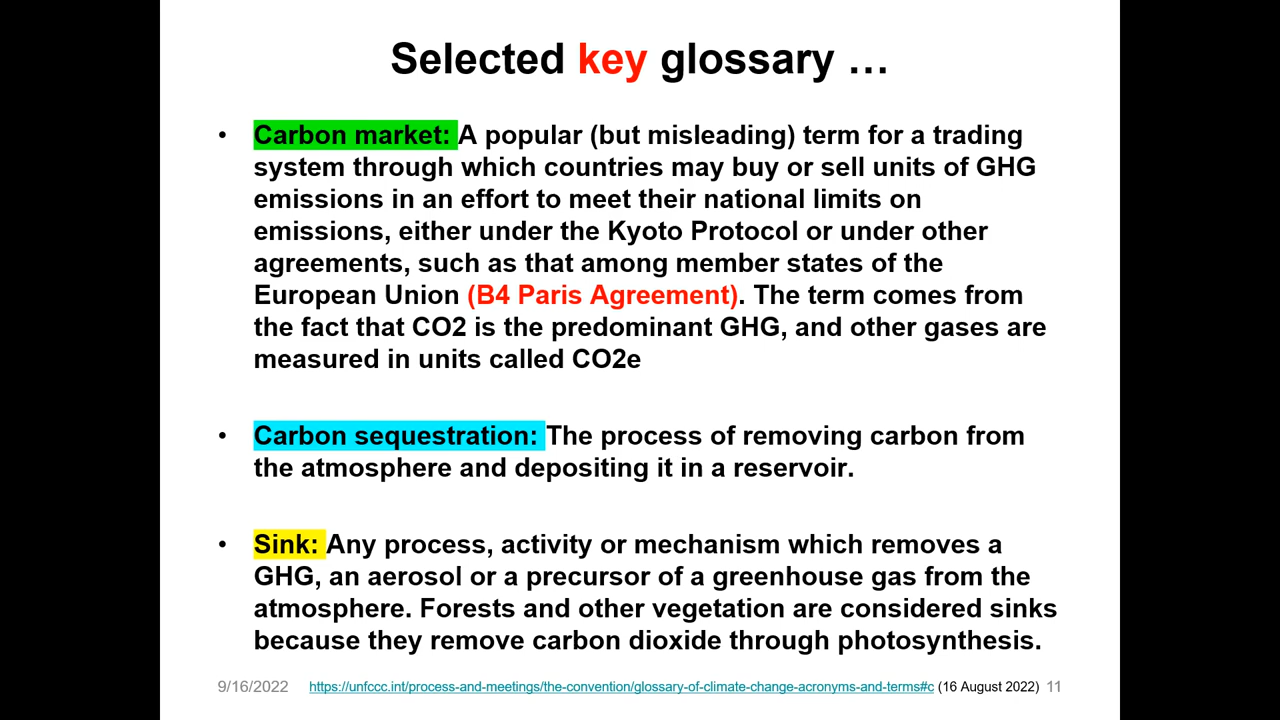 Selected key glossary …
• Carbon market: A popular (but misleading) term for a trading
system through which countries may buy or sell units of GHG
emissions in an effort to meet their national limits on
emissions, either under the Kyoto Protocol or under other
agreements, such as that among member states of the
European Union (B4 Paris Agreement). The term comes from
the fact that CO2 is the predominant GHG, and other gases are
measured in units called CO2e
• Carbon sequestration: The process of removing carbon from
the atmosphere and depositing it in a reservoir.
• Sink: Any process, activity or mechanism which removes a
GHG, an aerosol or a precursor of a greenhouse gas from the
atmosphere. Forests and other vegetation are considered sinks
because they remove carbon dioxide through photosynthesis.
9/16/2022 https://unfccc.int/process-and-meetings/the-convention/glossary-of-climate-change-acronyms-and-terms#c (16 August 2022) 11